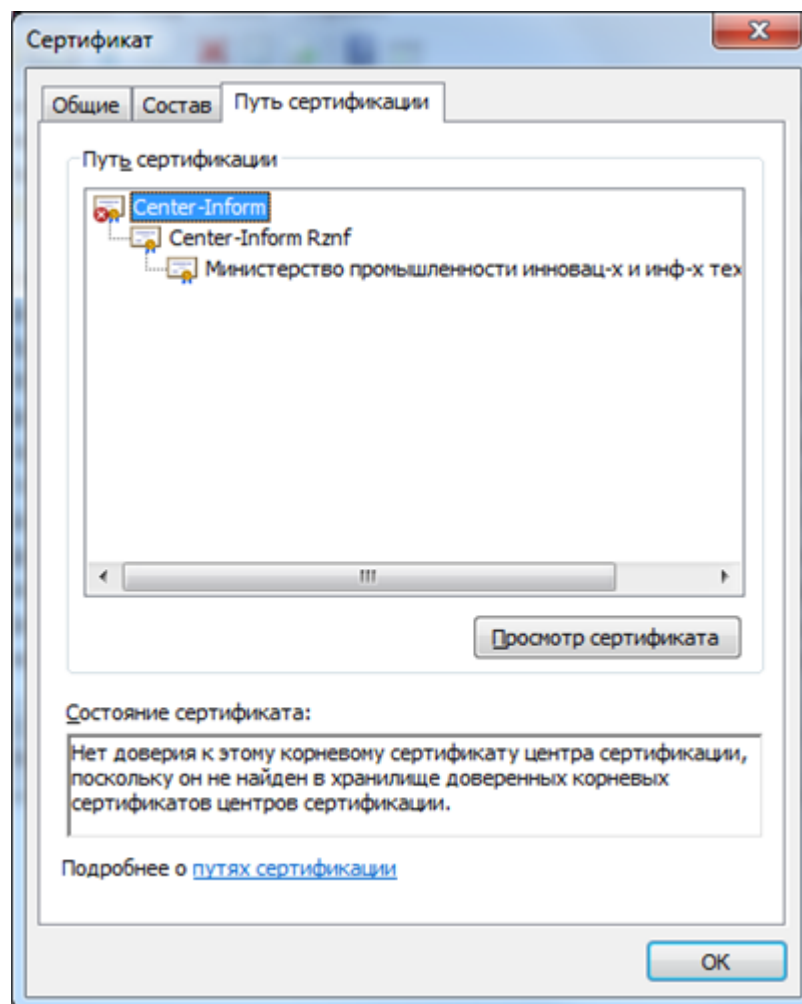 Сертификат
Общие Состав Путь сертификации
Путь сертификации
Center-Inform
Center-Inform Rznf
Министерство промышленности инновац-х и инф-х тех
Просмотр сертификата
Состояние сертификата:
Нет доверия к этому корневому сертификату центра сертификации,
поскольку он не найден в хранилище доверенных корневых
сертификатов центров сертификации.
Подробнее о путях сертификации
ОК